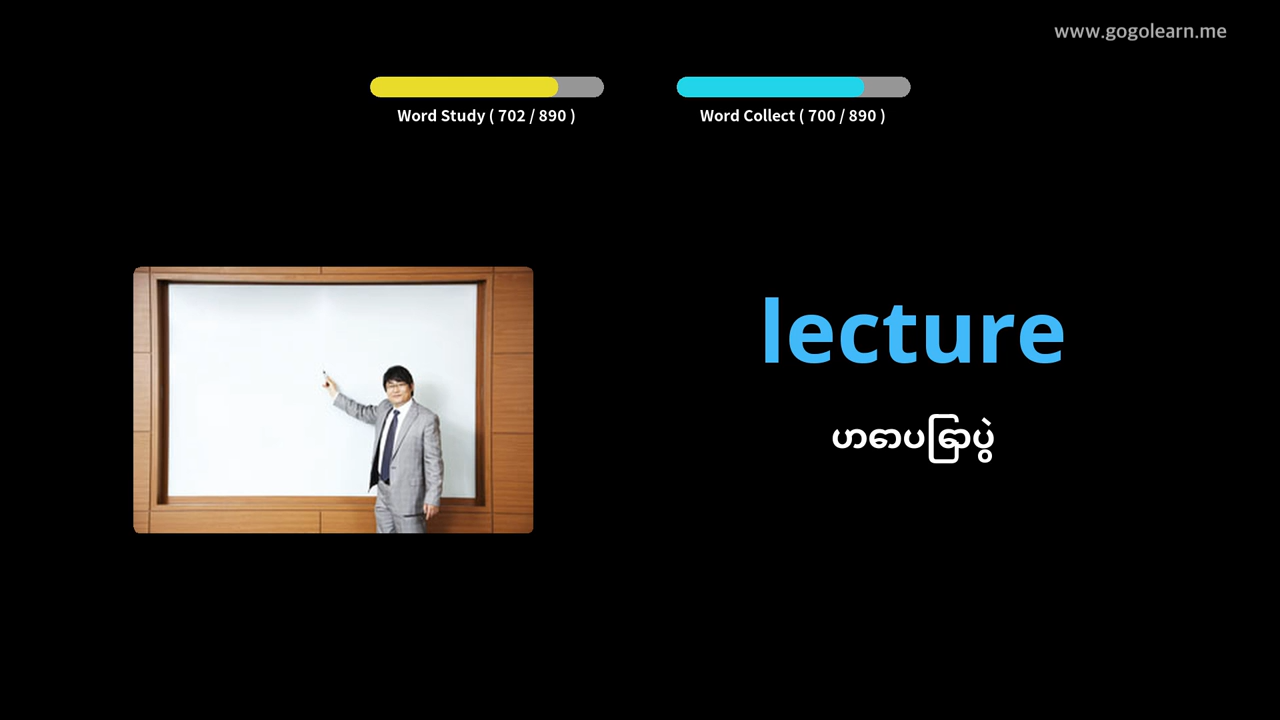 www.gogolearn.me
Word Study ( 702 / 890 )
Word Collect ( 700 / 890 )
lecture
ဟောပြောပွဲ